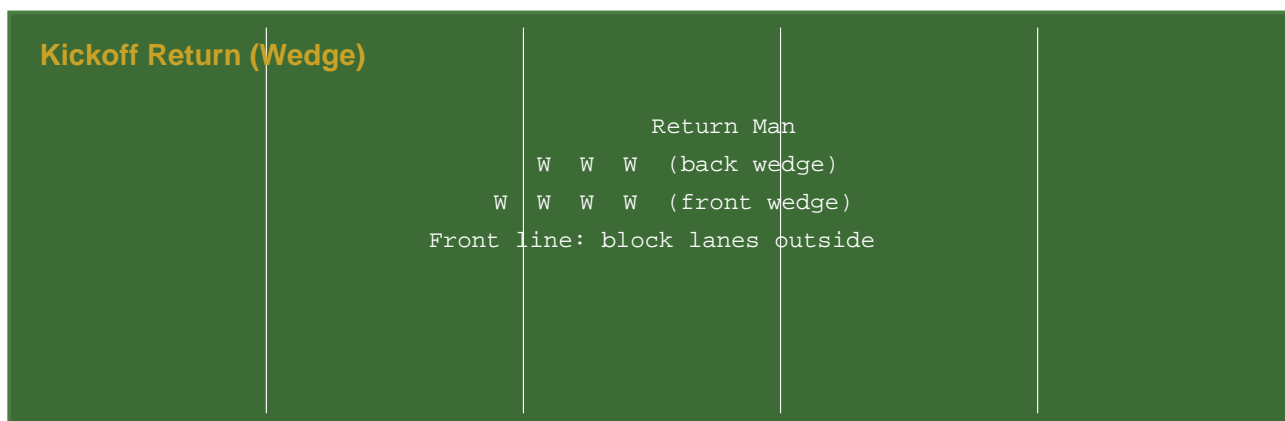 Kickoff Return (Wedge)
Return Man
W W W (back wedge)
W W W W (front wedge)
Front line: block lanes outside